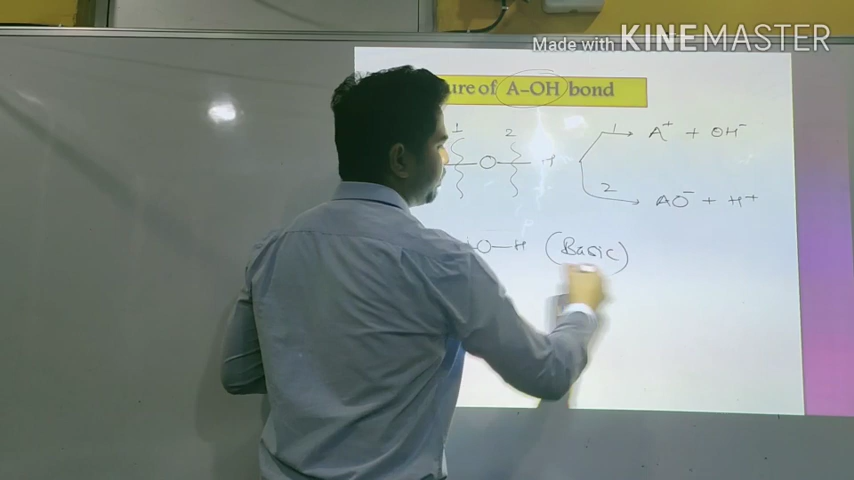 Made with KINEMASTER
ure of A-OH bond
1 2 1 A⁺ + OH⁻
O H
2 AO⁻ + H⁺
O-H (Basic)